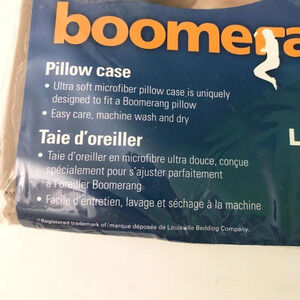 boomera
Pillow case
• Ultra soft microfiber pillow case is uniquely
designed to fit a Boomerang pillow
• Easy care, machine wash and dry
L
Taie d'oreiller
• Taie d'oreiller en microfibre ultra douce, conçue
spécialement pour s'ajuster parfaitement
à l'oreiller Boomerang
• Facile d'entretien, lavage et séchage à la machine
*Registered trademark of/marque déposée de Louisville Bedding Company.